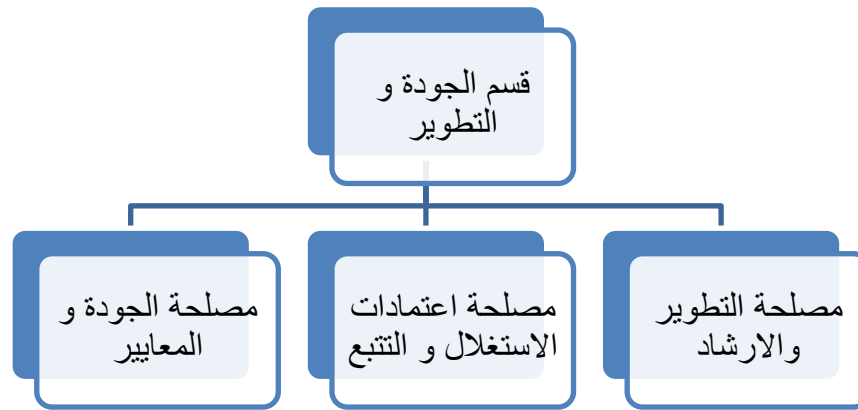 قسم الجودة و
التطوير
مصلحة التطوير
والارشاد
مصلحة اعتمادات
الاستغلال و التتبع
مصلحة الجودة و
المعايير